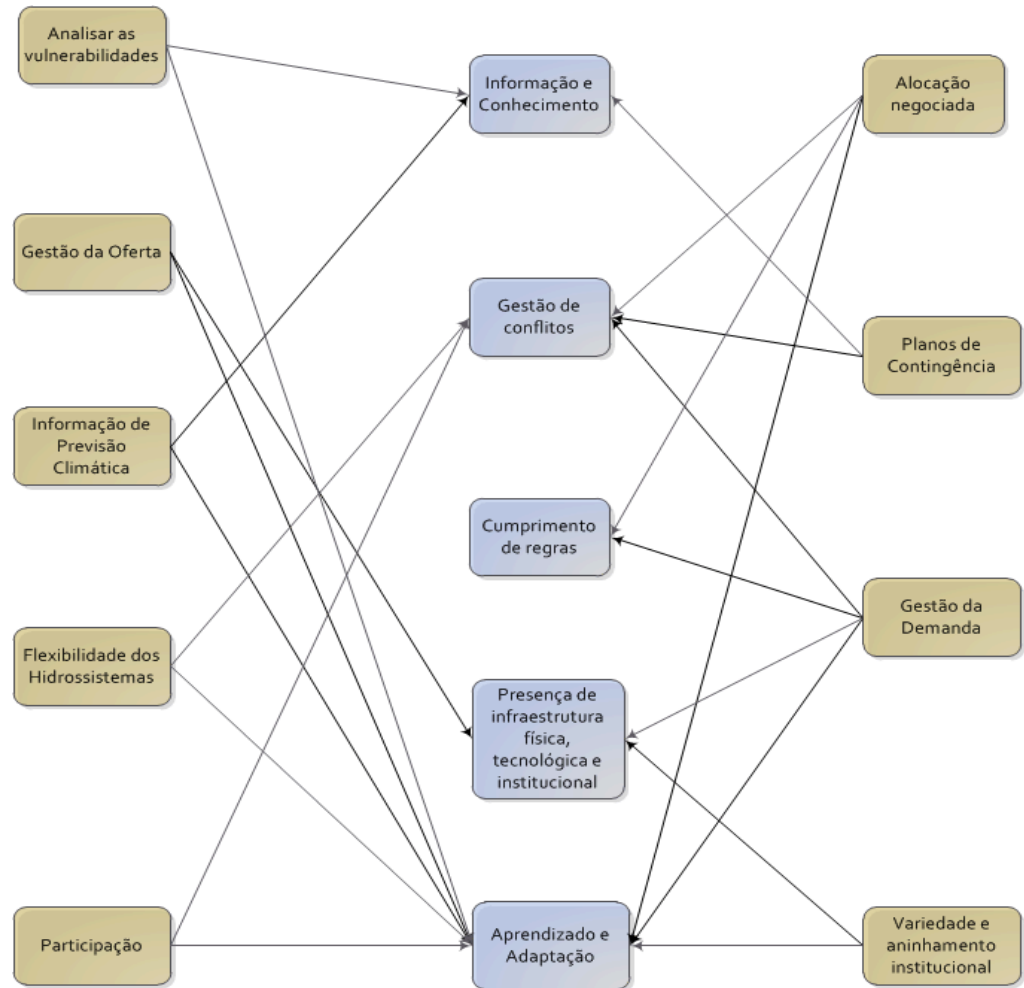 Analisar as
vulnerabilidades
Informação e
Conhecimento
Alocação
negociada
Gestão da Oferta
Gestão de
conflitos
Planos de
Contingência
Informação de
Previsão
Climática
Cumprimento
de regras
Gestão da
Demanda
Flexibilidade dos
Hidrossistemas
Presença de
infraestrutura
física,
tecnológica e
institucional
Participação
Aprendizado e
Adaptação
Variedade e
aninhamento
institucional